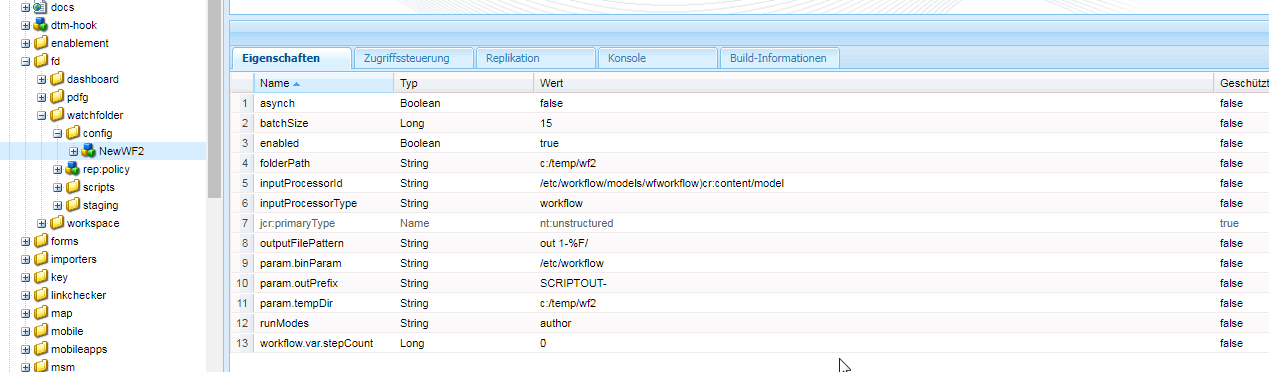 docs
dtm-hook
enablement
fd
dashboard
pdfg
watchfolder
config
NewWF2
rep:policy
scripts
staging
workspace
forms
importers
key
linkchecker
map
mobile
mobileapps
msm
Eigenschaften Zugriffssteuerung Replikation Konsole Build-Informationen
Name Typ Wert Geschützt
1 asynch Boolean false false
2 batchSize Long 15 false
3 enabled Boolean true false
4 folderPath String c:/temp/wf2 false
5 inputProcessorId String /etc/workflow/models/wfworkflow)cr:content/model false
6 inputProcessorType String workflow false
7 jcr:primaryType Name nt:unstructured true
8 outputFilePattern String out 1-%F/ false
9 param.binParam String /etc/workflow false
10 param.outPrefix String SCRIPTOUT- false
11 param.tempDir String c:/temp/wf2 false
12 runModes String author false
13 workflow.var.stepCount Long 0 false